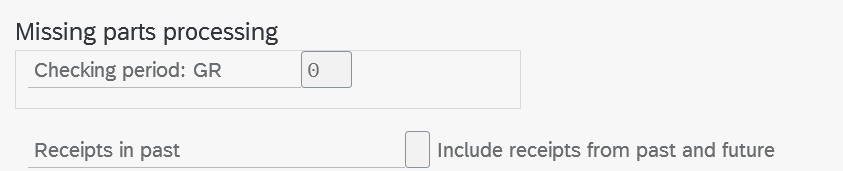 Missing parts processing
Checking period: GR 0
Receipts in past Include receipts from past and future